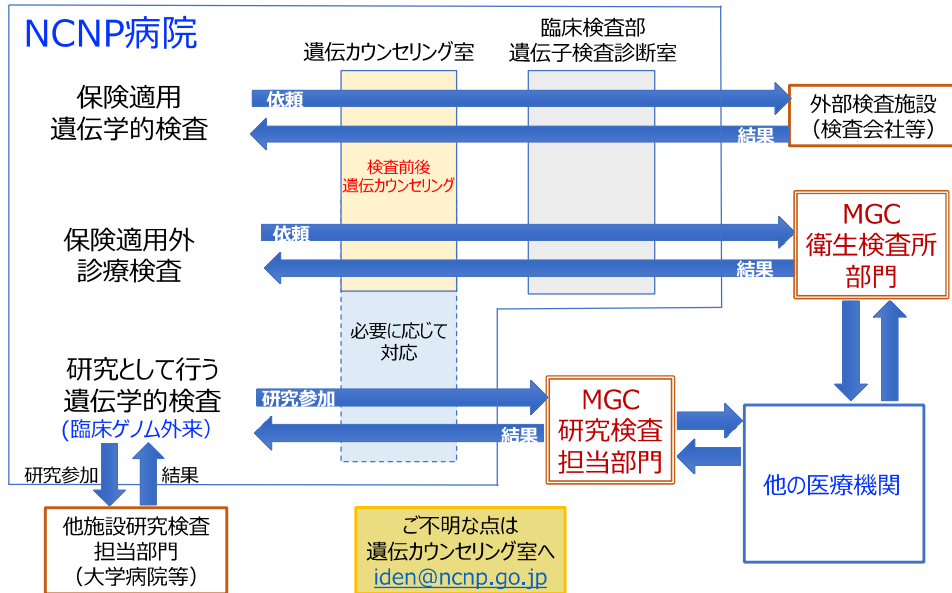 NCNP病院
遺伝カウンセリング室
臨床検査部
遺伝子検査診断室
保険適用
遺伝学的検査
依頼
結果
外部検査施設
（検査会社等）
検査前後
遺伝カウンセリング
保険適用外
診療検査
依頼
結果
MGC
衛生検査所
部門
必要に応じて
対応
研究として行う
遺伝学的検査
(臨床ゲノム外来）
研究参加
結果
MGC
研究検査
担当部門
他の医療機関
研究参加
結果
他施設研究検査
担当部門
（大学病院等）
ご不明な点は
遺伝カウンセリング室へ
iden@ncnp.go.jp